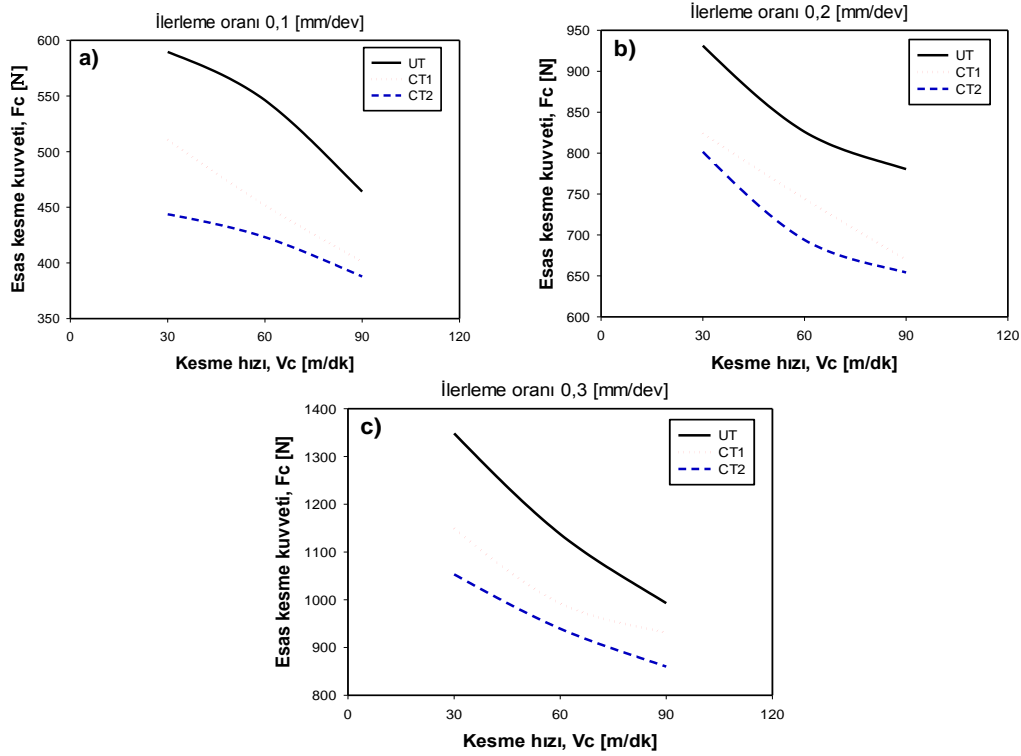 İlerleme oranı 0,1 [mm/dev]
a)
UT
CT1
CT2
Esas kesme kuvveti, Fc [N]
600
550
500
450
400
350
0 30 60 90 120
Kesme hızı, Vc [m/dk]
İlerleme oranı 0,2 [mm/dev]
b)
UT
CT1
CT2
Esas kesme kuvveti, Fc [N]
950
900
850
800
750
700
650
600
0 30 60 90 120
Kesme hızı, Vc [m/dk]
İlerleme oranı 0,3 [mm/dev]
c)
UT
CT1
CT2
Esas kesme kuvveti, Fc [N]
1400
1300
1200
1100
1000
900
800
0 30 60 90 120
Kesme hızı, Vc [m/dk]